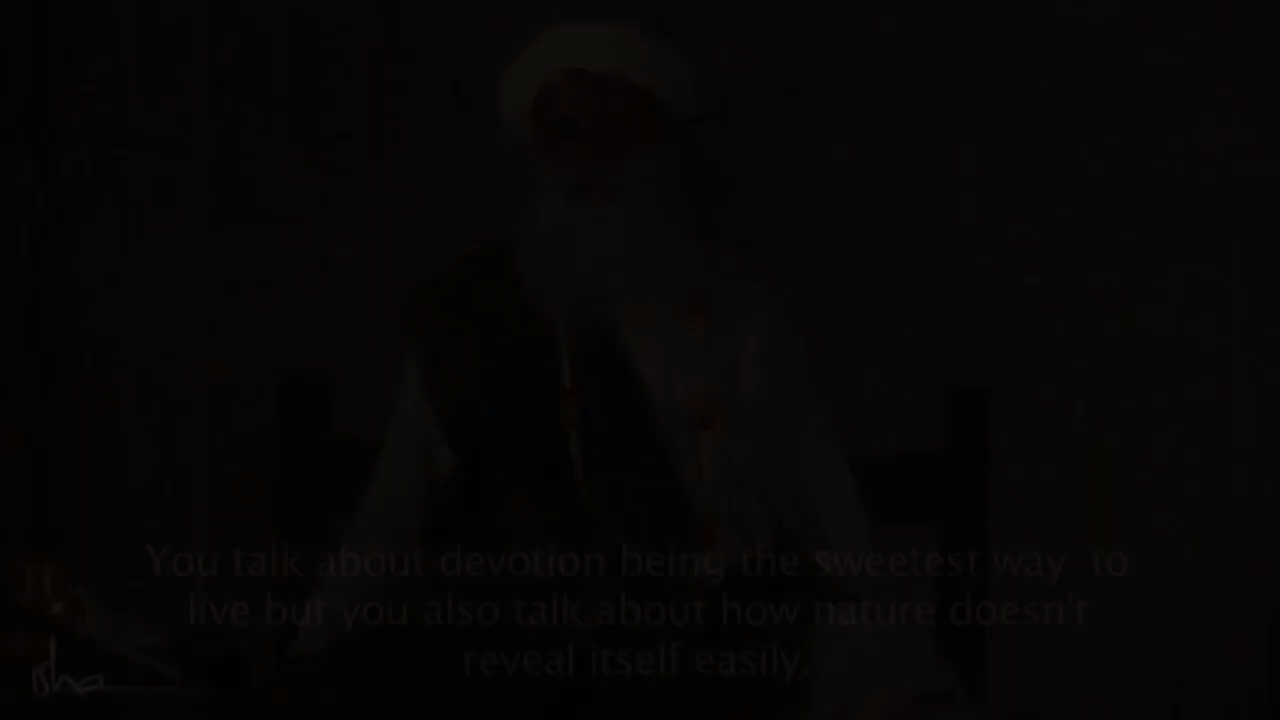 You talk about devotion being the sweetest way to
live but you also talk about how nature doesn't
reveal itself easily.
isha